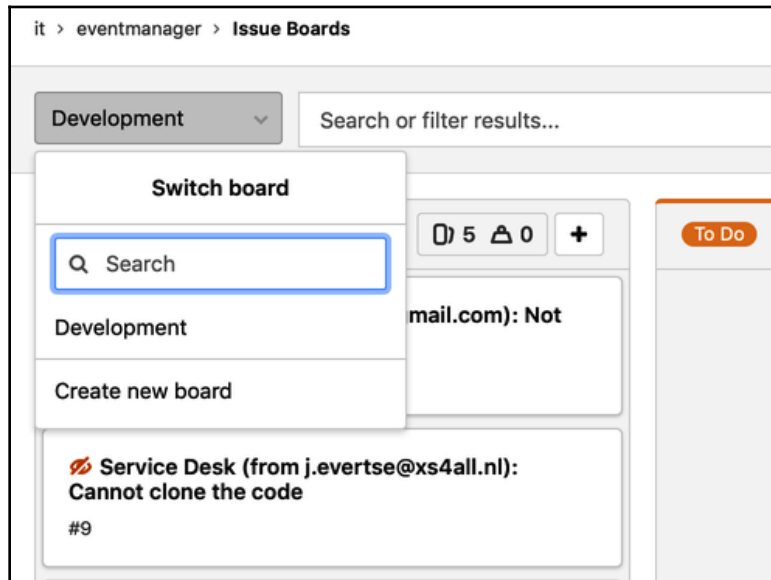 it > eventmanager > Issue Boards
Development
Search or filter results...
Switch board
Search
Development
Create new board
5 0 +
To Do
mail.com): Not
Service Desk (from j.evertse@xs4all.nl):
Cannot clone the code
#9